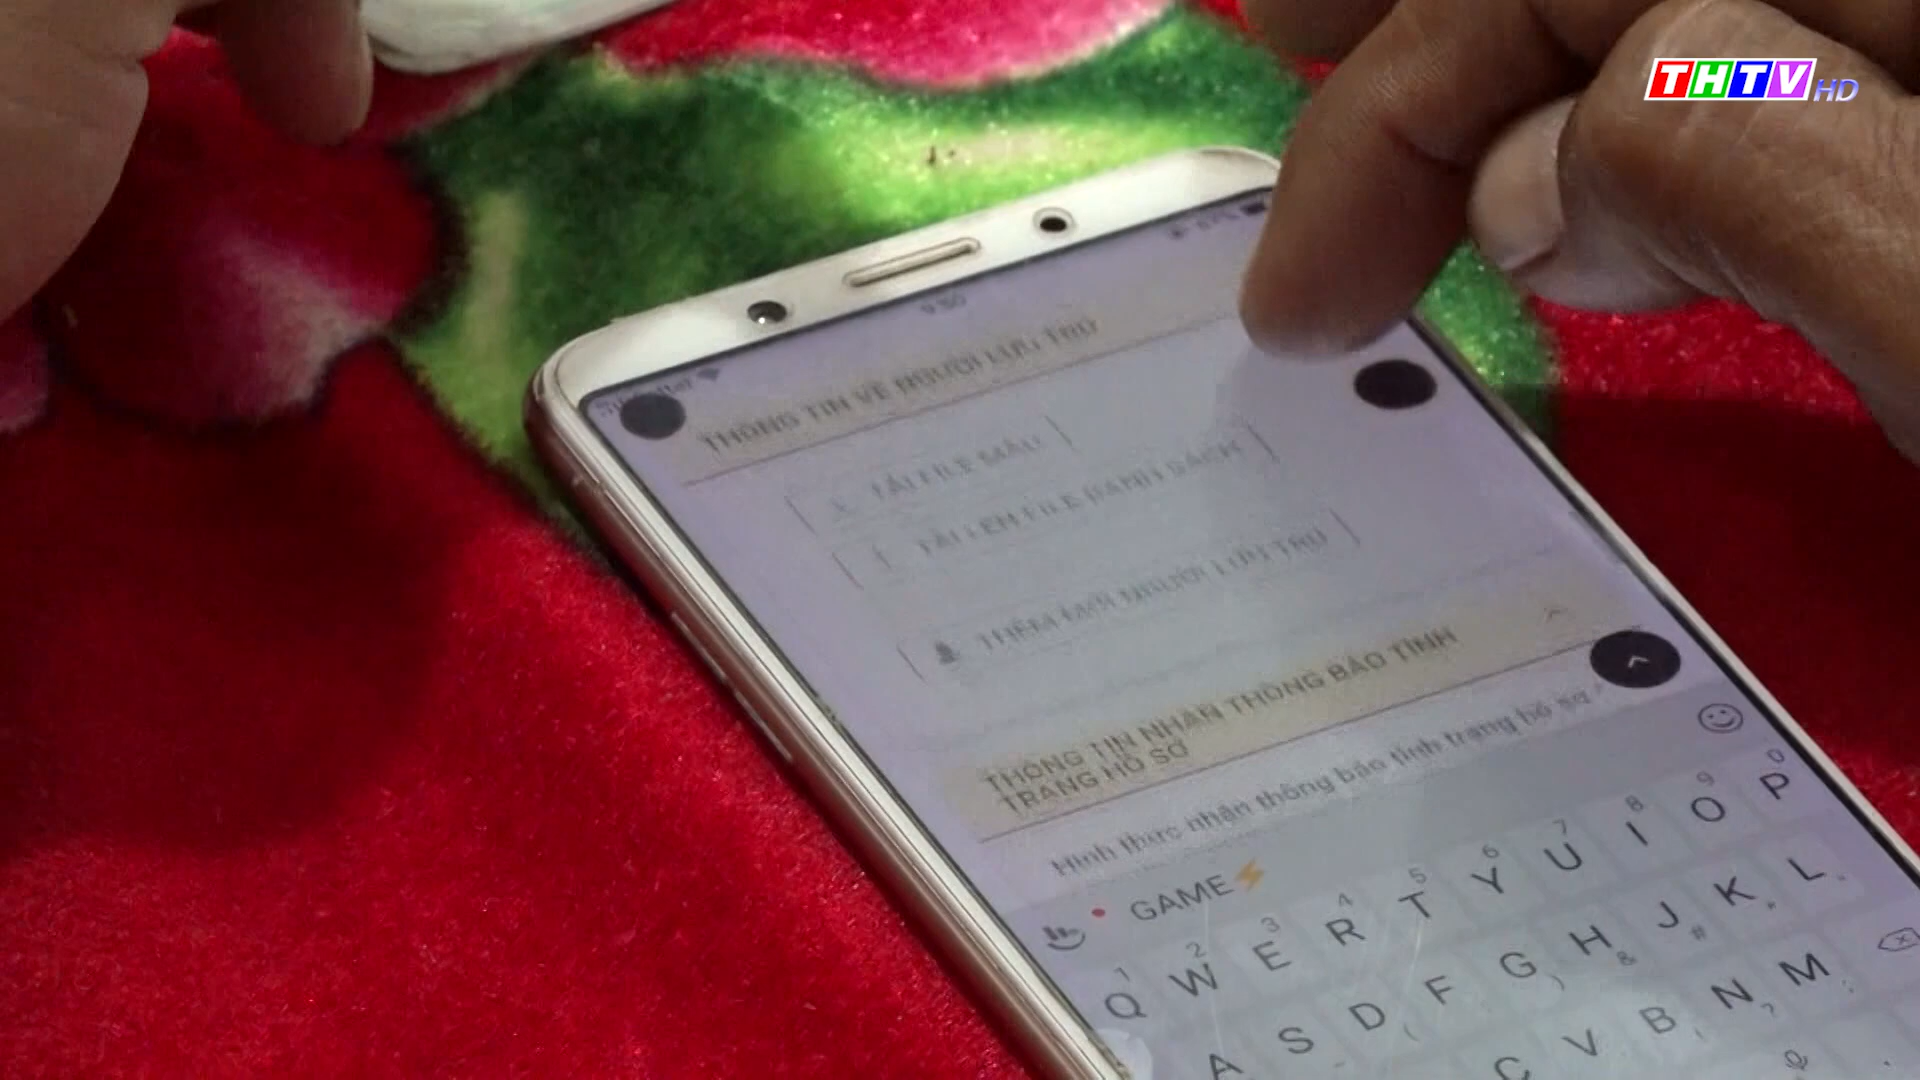 THTV HD
9:50
THÔNG TIN VỀ NGƯỜI LƯU TRÚ
TẢI FILE MẪU
TẢI LÊN FILE DANH SÁCH
THÊM MỚI NGƯỜI LƯU TRÚ
THÔNG TIN NHẬN THÔNG BÁO TÌNH
TRẠNG HỒ SƠ
Hình thức nhận thông báo tình trạng hồ sơ *
GAME⚡
1 2 3 4 5 6 7 8 9 0
Q W E R T Y U I O P
A S D F G H J K L
C V B N M